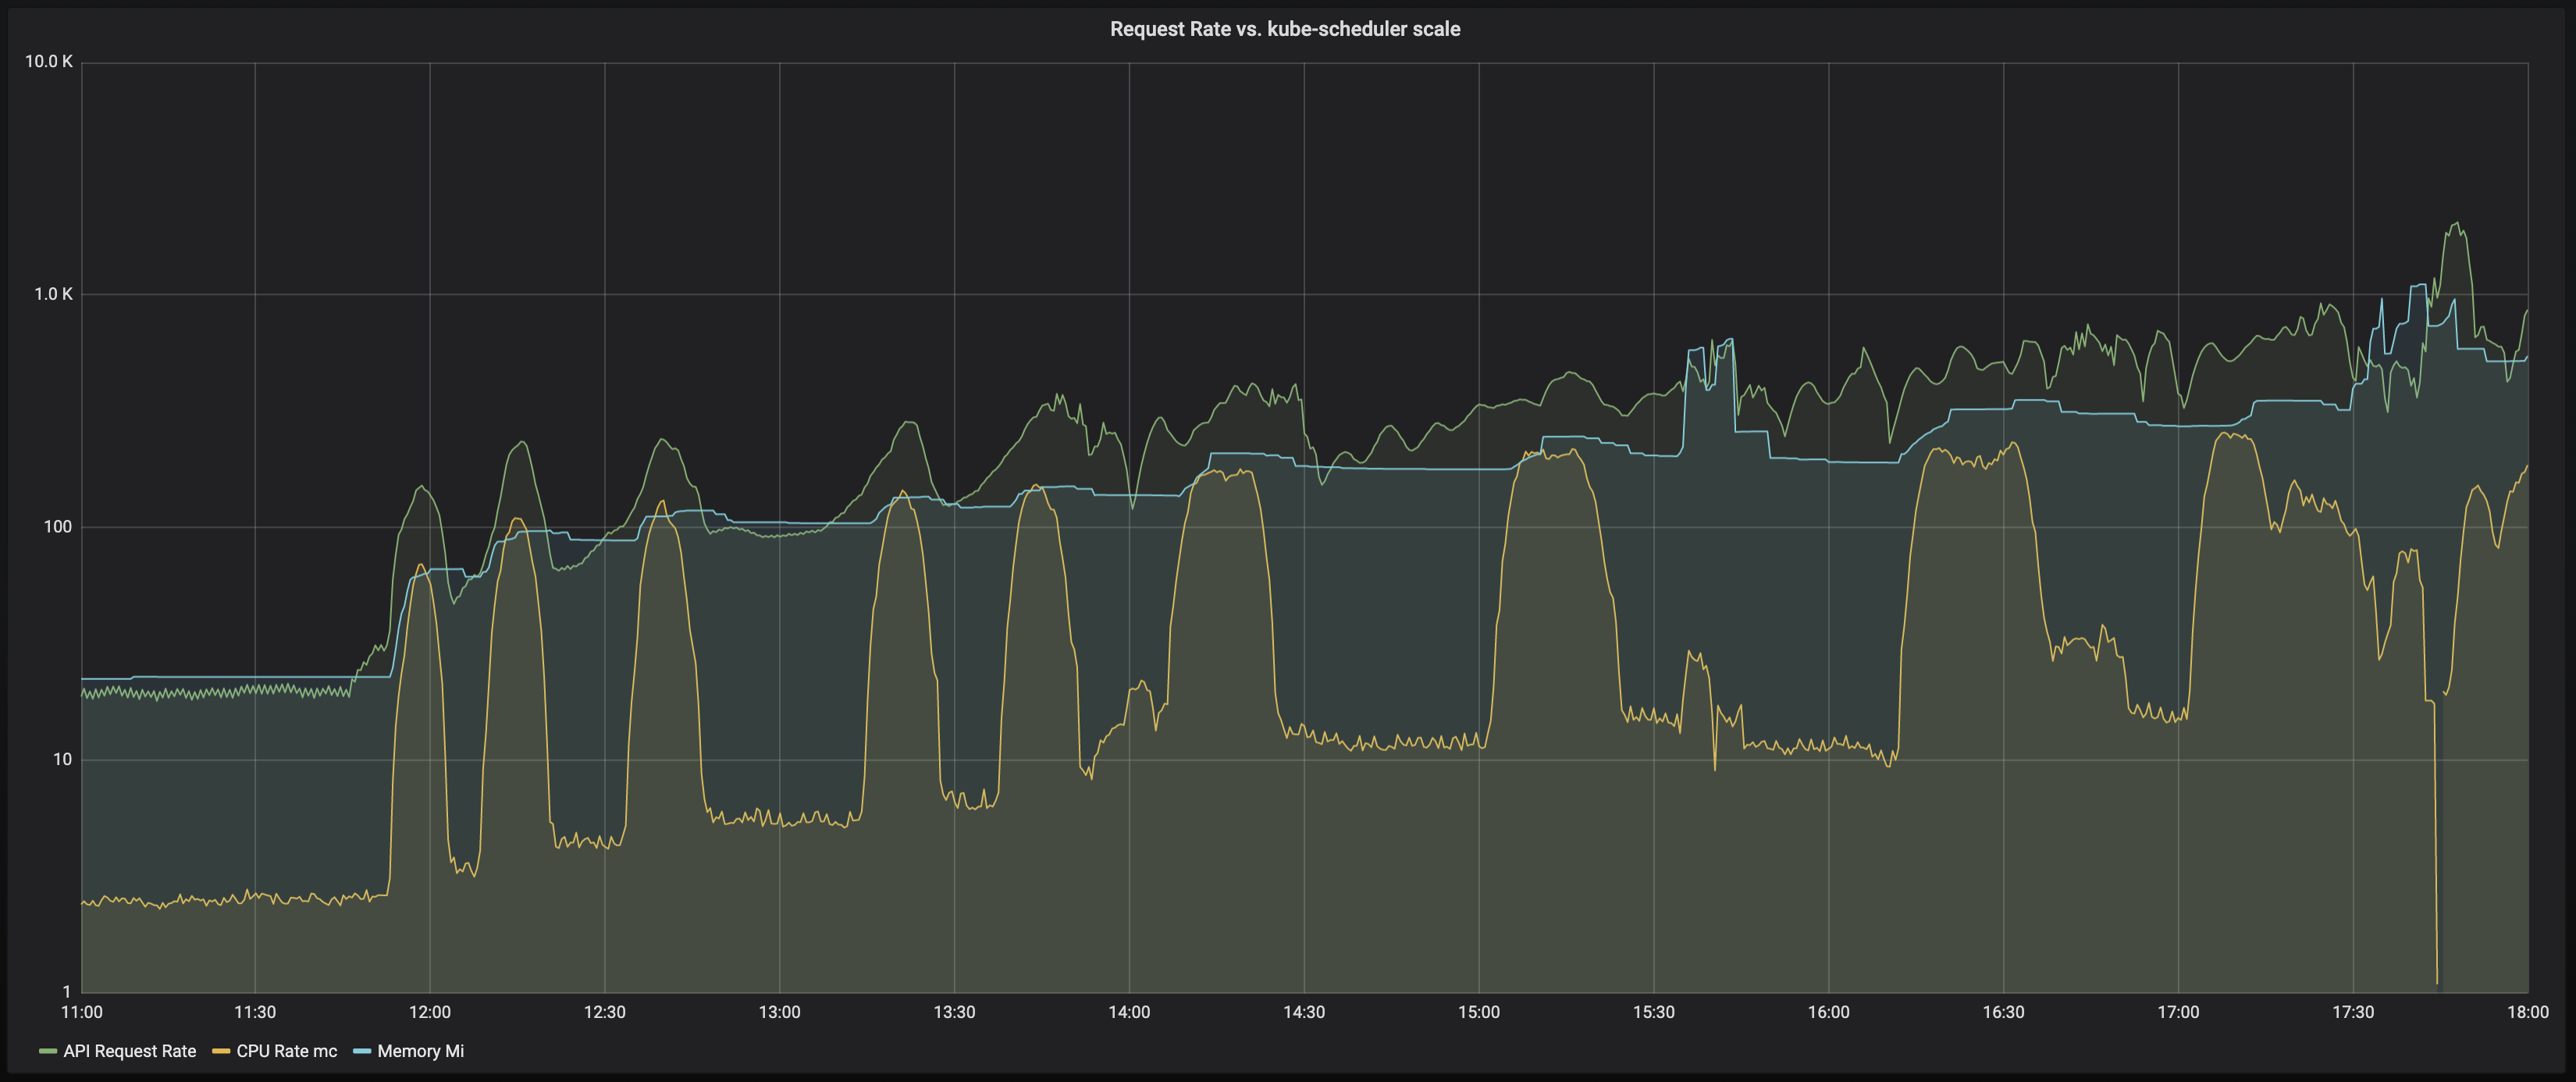 Request Rate vs. kube-scheduler scale
10.0 K
1.0 K
100
10
1
11:00 11:30 12:00 12:30 13:00 13:30 14:00 14:30 15:00 15:30 16:00 16:30 17:00 17:30 18:00
API Request Rate CPU Rate mc Memory Mi